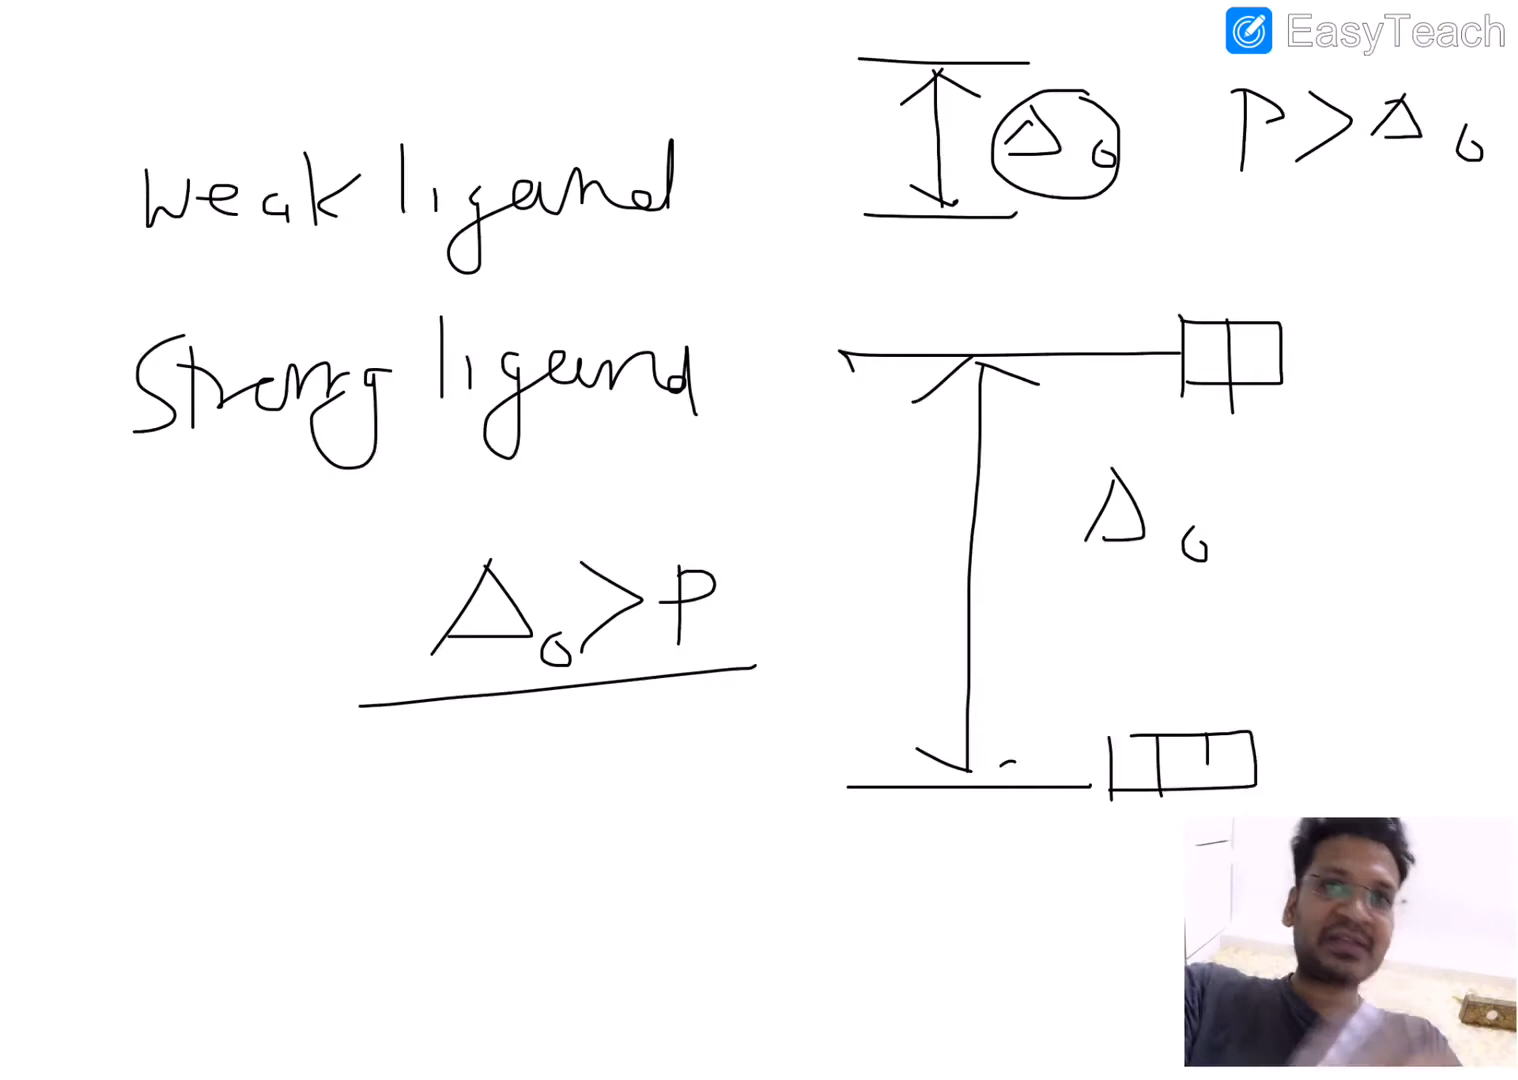 EasyTeach
Δo P > Δo
weak ligand
strong ligand
Δo
Δo > P